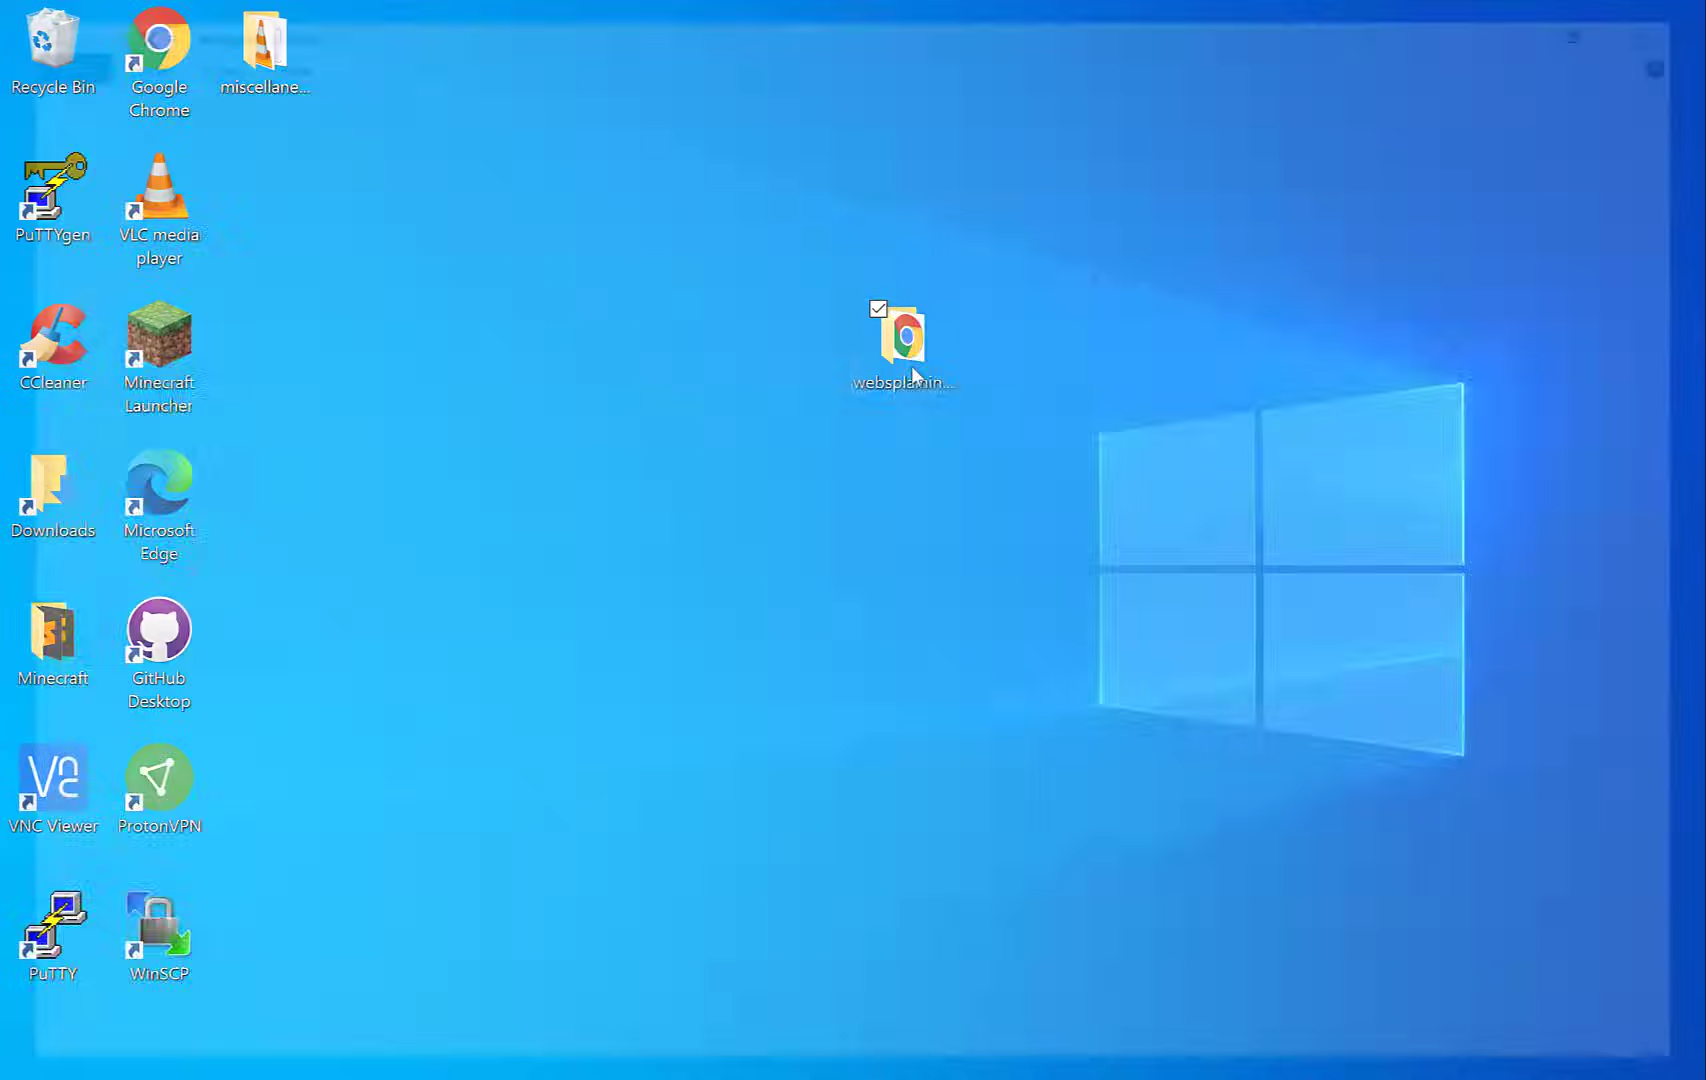 Recycle Bin
Google
Chrome
miscellane...
PuTTYgen
VLC media
player
CCleaner
Minecraft
Launcher
websplainin...
Downloads
Microsoft
Edge
Minecraft
GitHub
Desktop
VNC Viewer
ProtonVPN
PuTTY
WinSCP